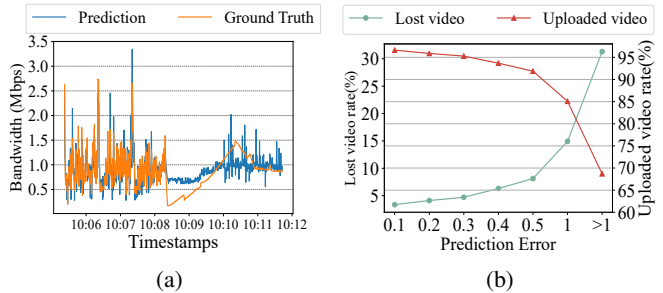 Prediction
Ground Truth
Bandwidth (Mbps)
3.5
3.0
2.5
2.0
1.5
1.0
0.5
10:06 10:07 10:08 10:09 10:10 10:11 10:12
Timestamps
(a)
Lost video
Uploaded video
Lost video rate(%)
30
25
20
15
10
5
Uploaded video rate(%)
95
90
85
80
75
70
65
60
0.1 0.2 0.3 0.4 0.5 1 >1
Prediction Error
(b)